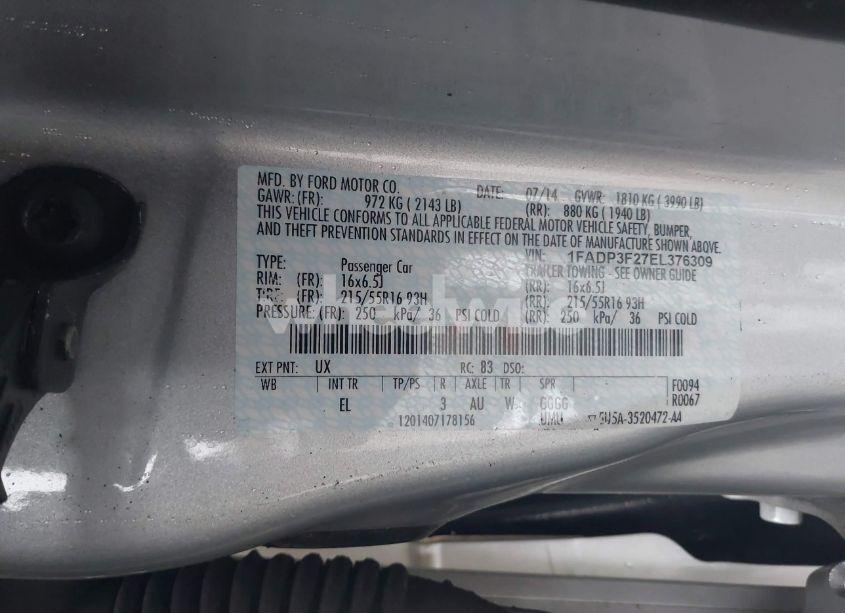 MFD. BY FORD MOTOR CO.
DATE: 07/14 GVWR: 1810 KG ( 3990 LB)
GAWR: (FR): 972 KG ( 2143 LB) (RR): 880 KG ( 1940 LB)
THIS VEHICLE CONFORMS TO ALL APPLICABLE FEDERAL MOTOR VEHICLE SAFETY, BUMPER,
AND THEFT PREVENTION STANDARDS IN EFFECT ON THE DATE OF MANUFACTURE SHOWN ABOVE.
VIN: 1FADP3F27EL376309
TYPE: Passenger Car TRAILER TOWING - SEE OWNER GUIDE
RIM: (FR): 16x6.5J (RR): 16x6.5J
TIRE: (FR): 215/55R16 93H (RR): 215/55R16 93H
PRESSURE: (FR): 250 kPa/ 36 PSI COLD (RR): 250 kPa/ 36 PSI COLD
EXT PNT: UX RC: 83 DSO:
WB INT TR TP/PS R AXLE TR SPR F0094
EL 3 AU W GGGG R0067
1201407178156 UMU 5A-3520472-AA